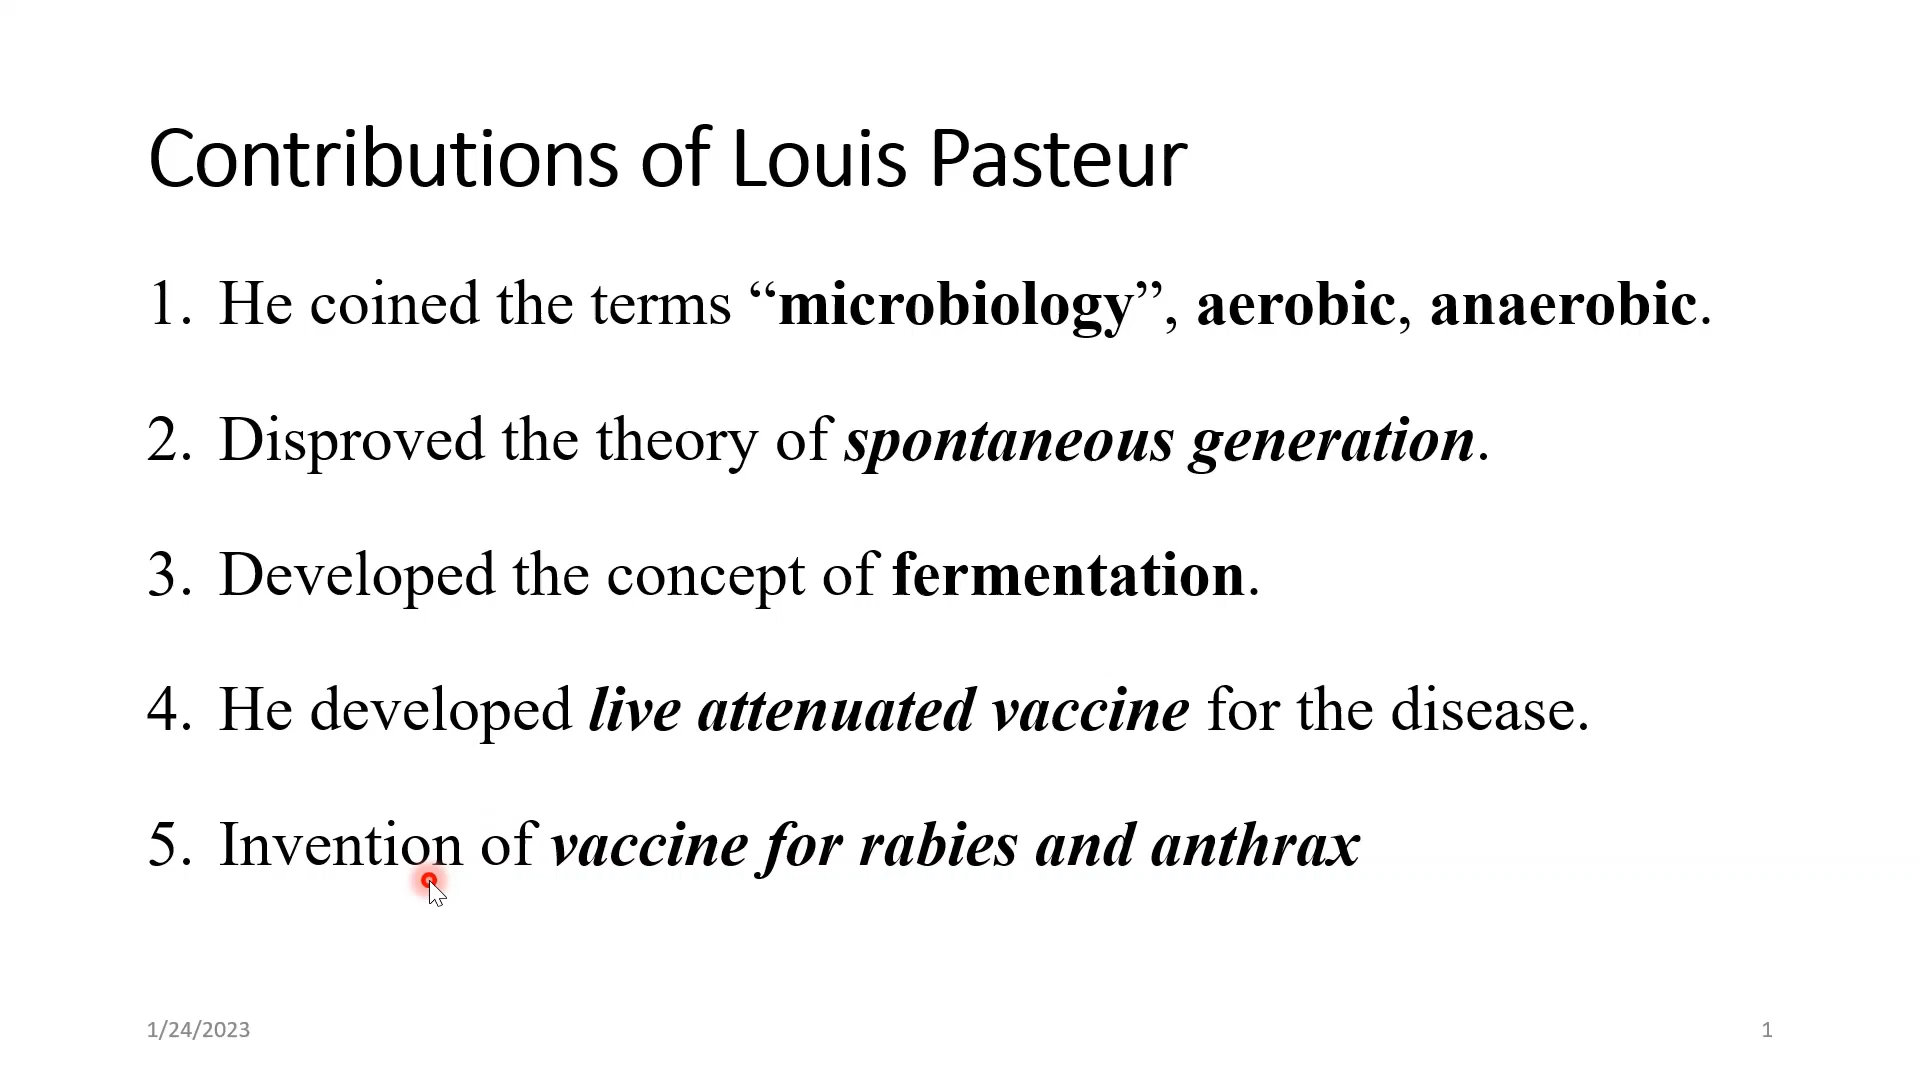 Contributions of Louis Pasteur
1. He coined the terms “microbiology”, aerobic, anaerobic.
2. Disproved the theory of spontaneous generation.
3. Developed the concept of fermentation.
4. He developed live attenuated vaccine for the disease.
5. Invention of vaccine for rabies and anthrax
1/24/2023
1